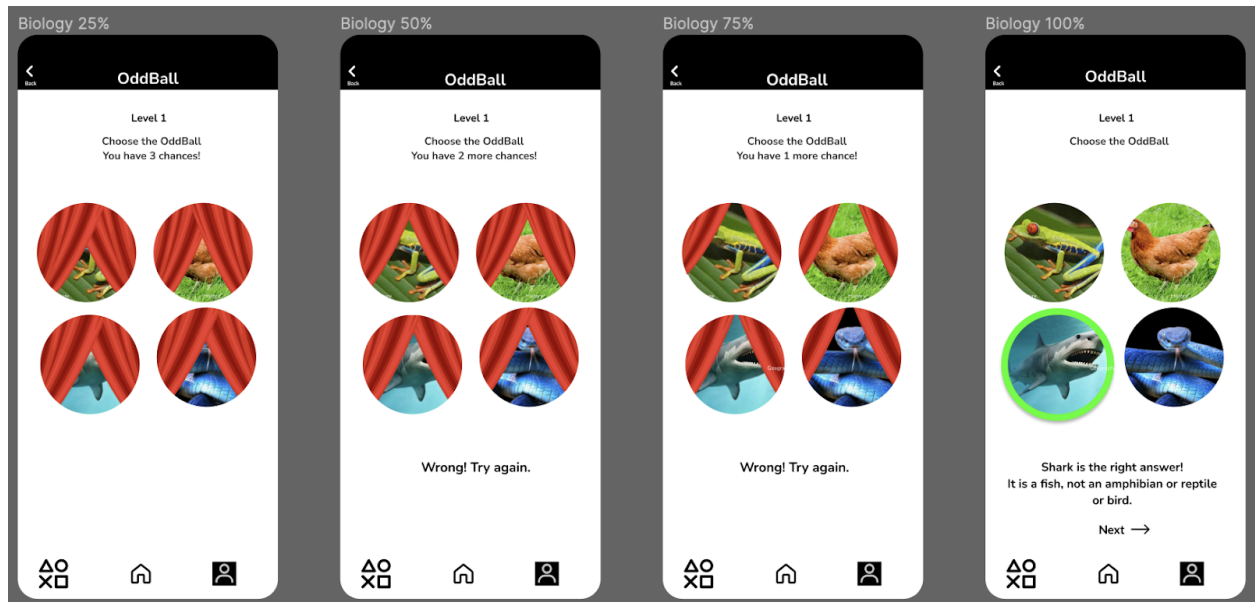 Biology 25%
Back
OddBall
Level 1
Choose the OddBall
You have 3 chances!
Biology 50%
Back
OddBall
Level 1
Choose the OddBall
You have 2 more chances!
Wrong! Try again.
Biology 75%
Back
OddBall
Level 1
Choose the OddBall
You have 1 more chance!
Wrong! Try again.
Biology 100%
Back
OddBall
Level 1
Choose the OddBall
Shark is the right answer!
It is a fish, not an amphibian or reptile
or bird.
Next